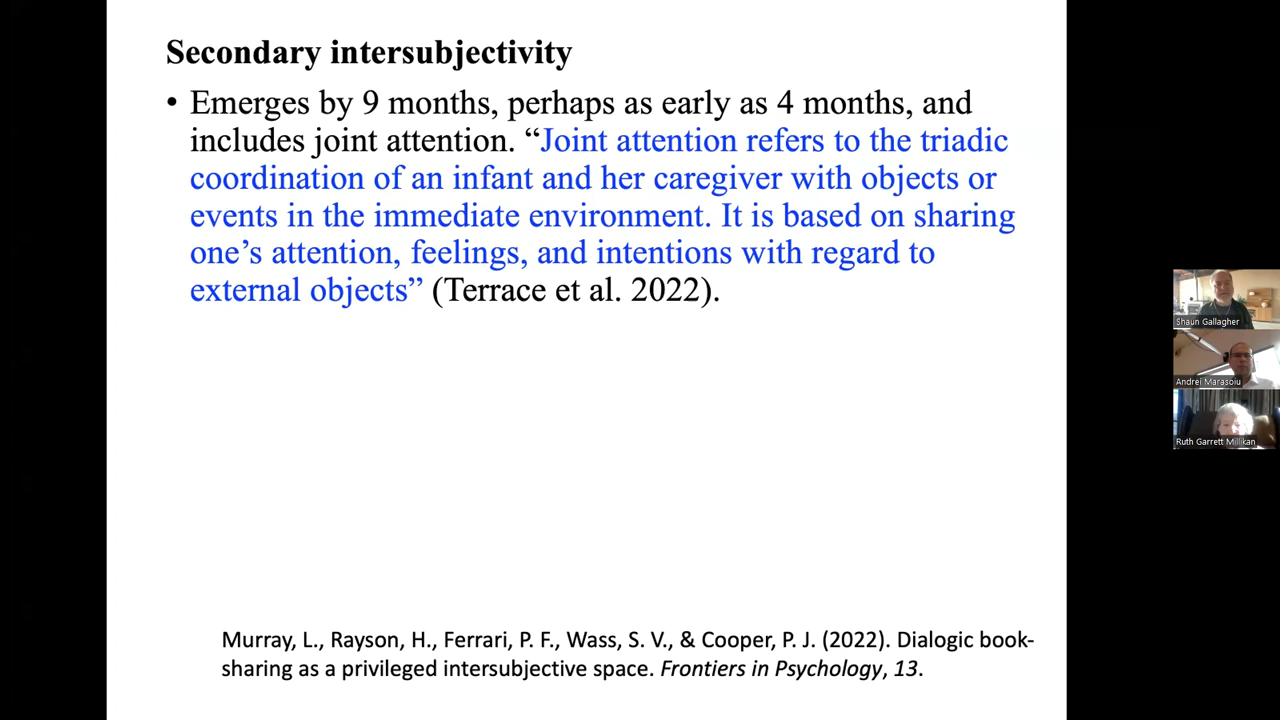 Secondary intersubjectivity
• Emerges by 9 months, perhaps as early as 4 months, and
includes joint attention. “Joint attention refers to the triadic
coordination of an infant and her caregiver with objects or
events in the immediate environment. It is based on sharing
one’s attention, feelings, and intentions with regard to
external objects” (Terrace et al. 2022).
Shaun Gallagher
Andrei Marasoiu
Ruth Garrett Millikan
Murray, L., Rayson, H., Ferrari, P. F., Wass, S. V., & Cooper, P. J. (2022). Dialogic book-
sharing as a privileged intersubjective space. Frontiers in Psychology, 13.